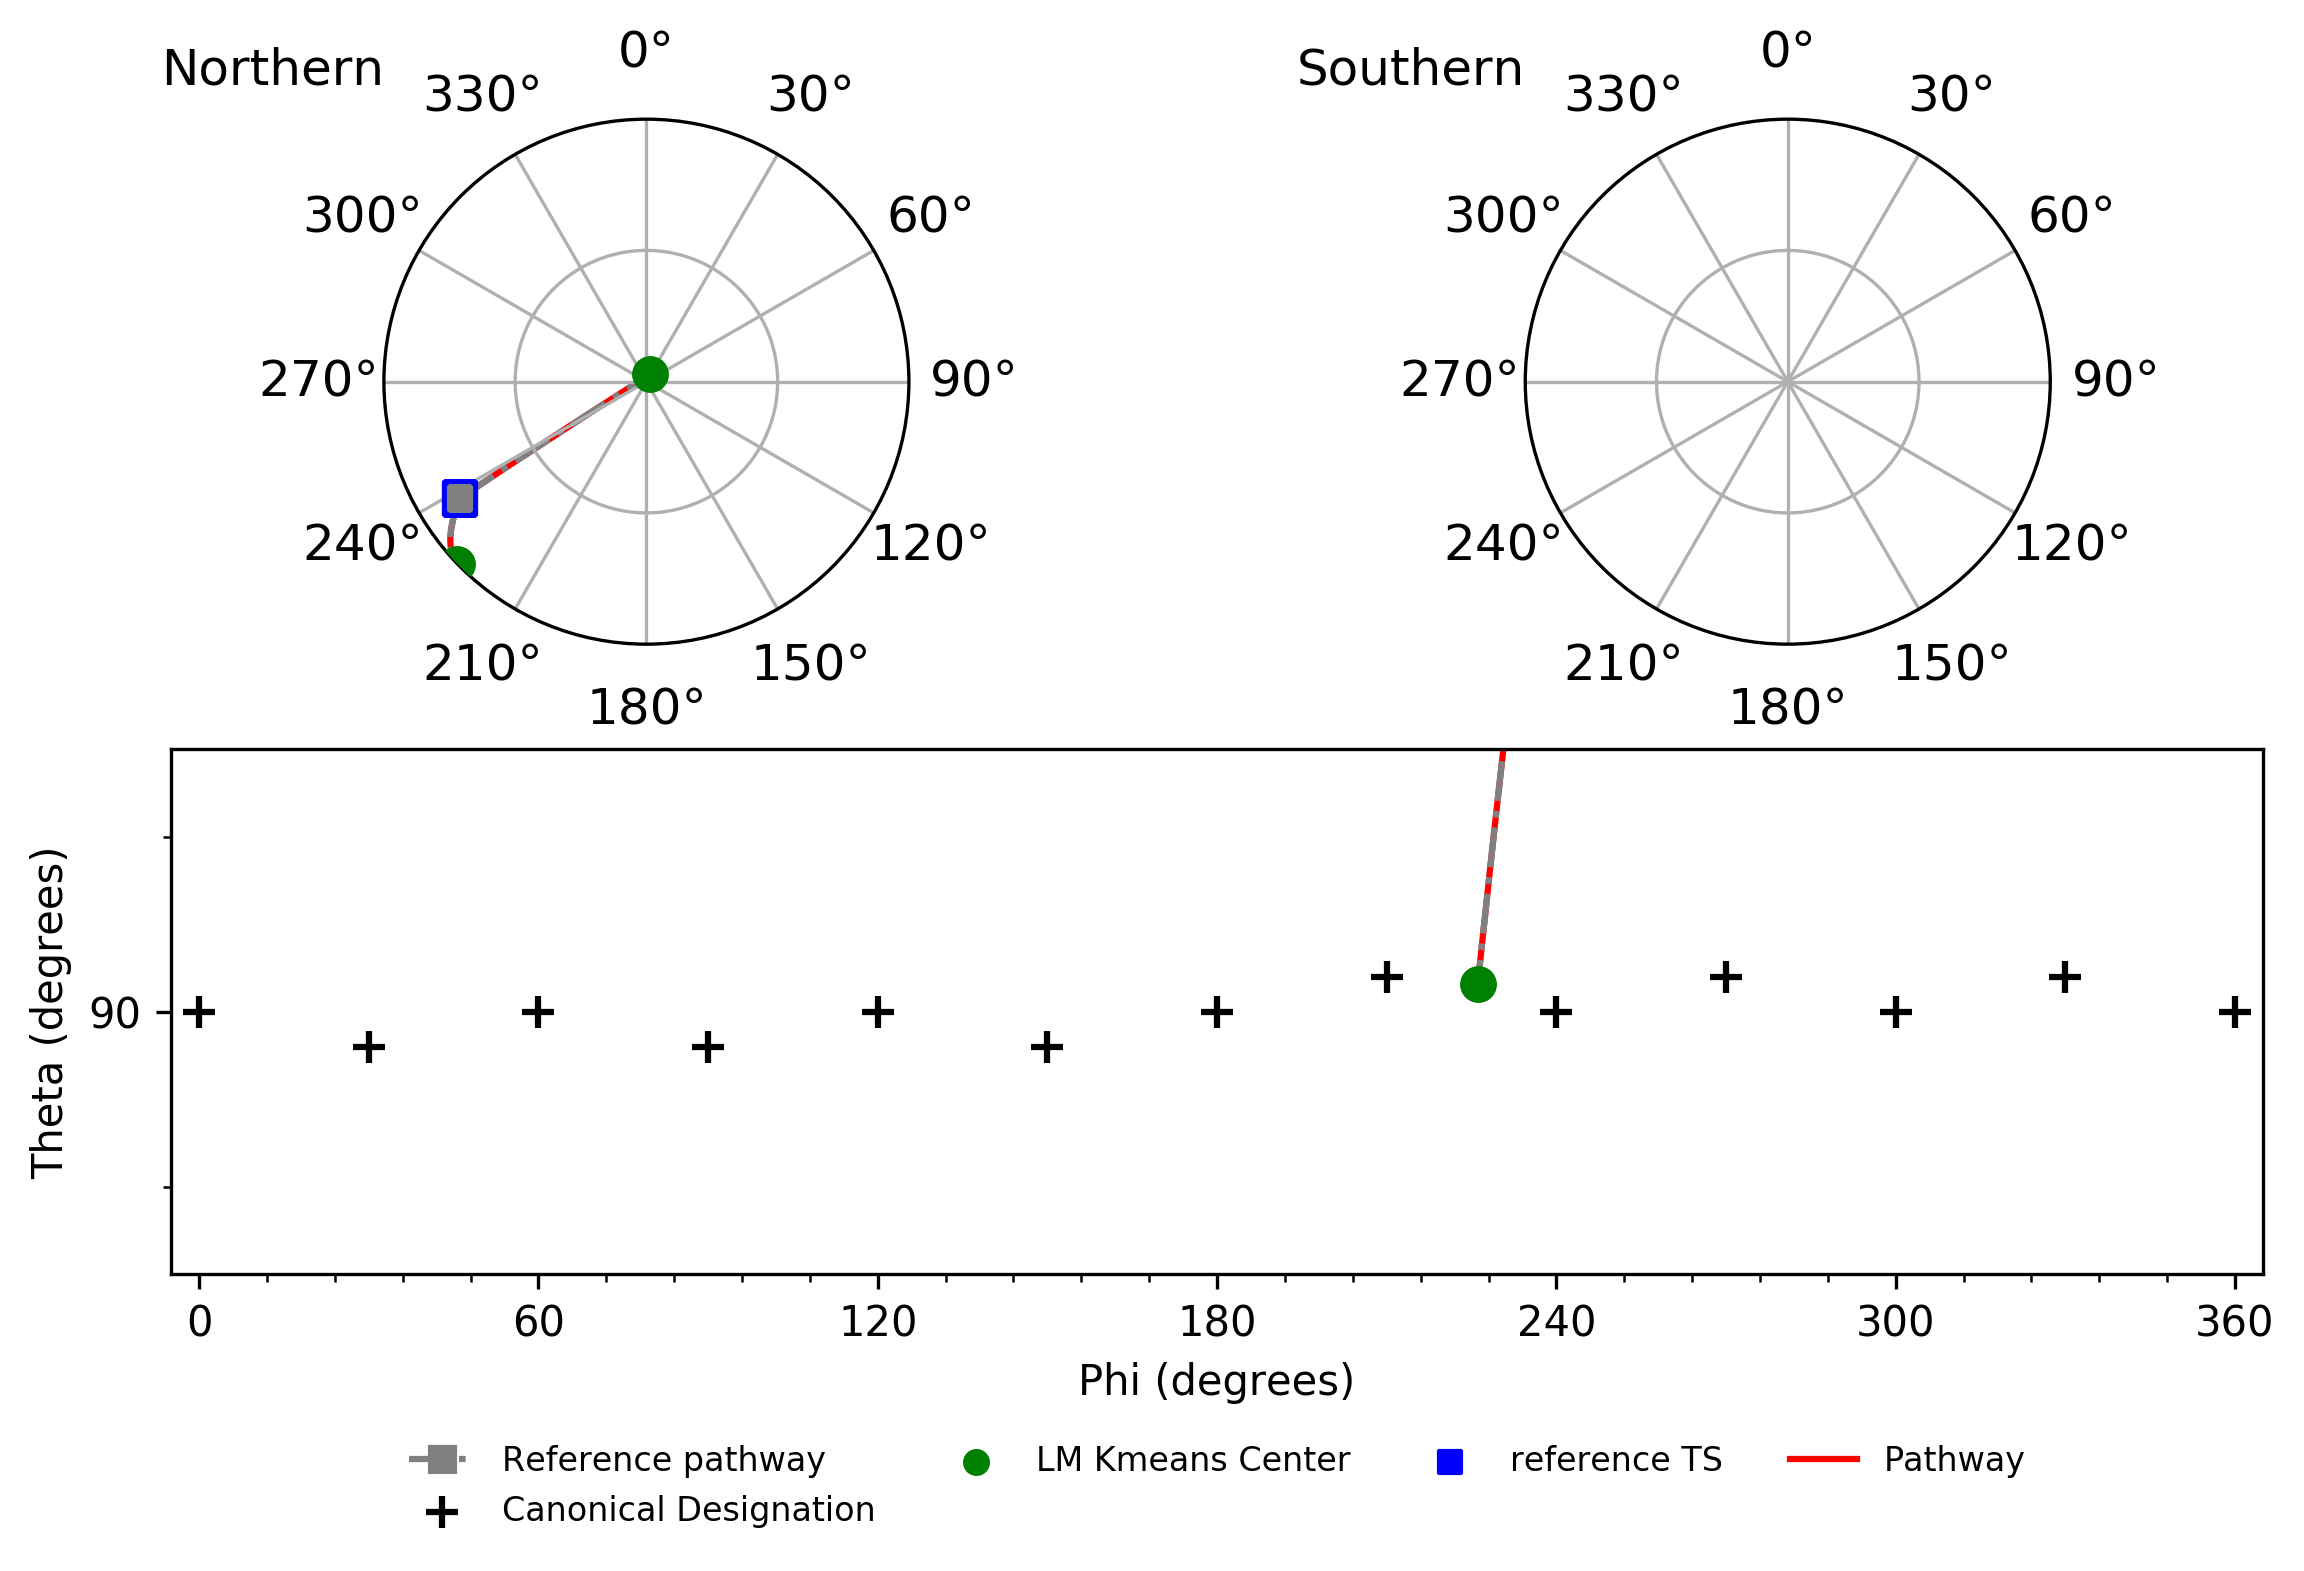 Northern
0°
330°
30°
300°
60°
270°
90°
240°
120°
210°
150°
180°
Southern
0°
330°
30°
300°
60°
270°
90°
240°
120°
210°
150°
180°
Theta (degrees)
90
0 60 120 180 240 300 360
Phi (degrees)
Reference pathway
LM Kmeans Center
reference TS
Pathway
Canonical Designation